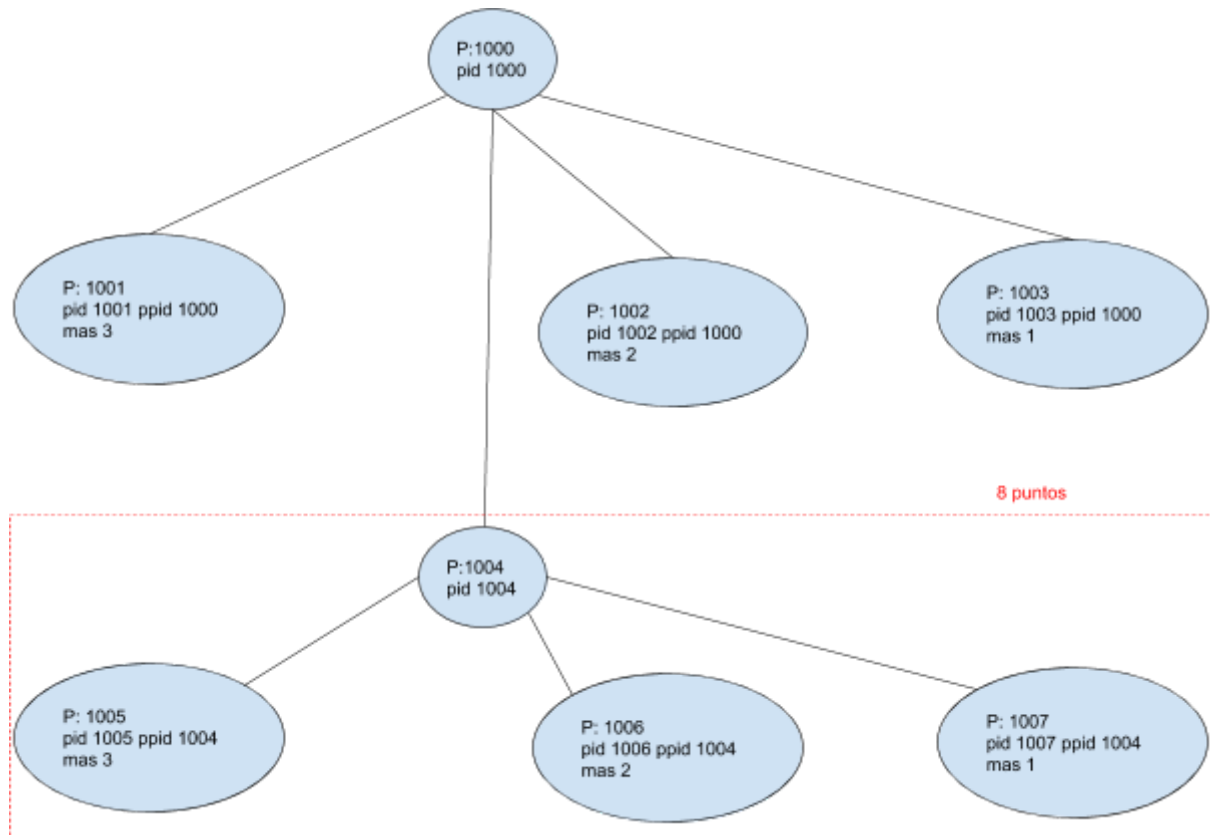 P:1000
pid 1000
P: 1001
pid 1001 ppid 1000
mas 3
P: 1002
pid 1002 ppid 1000
mas 2
P: 1003
pid 1003 ppid 1000
mas 1
8 puntos
P:1004
pid 1004
P: 1005
pid 1005 ppid 1004
mas 3
P: 1006
pid 1006 ppid 1004
mas 2
P: 1007
pid 1007 ppid 1004
mas 1